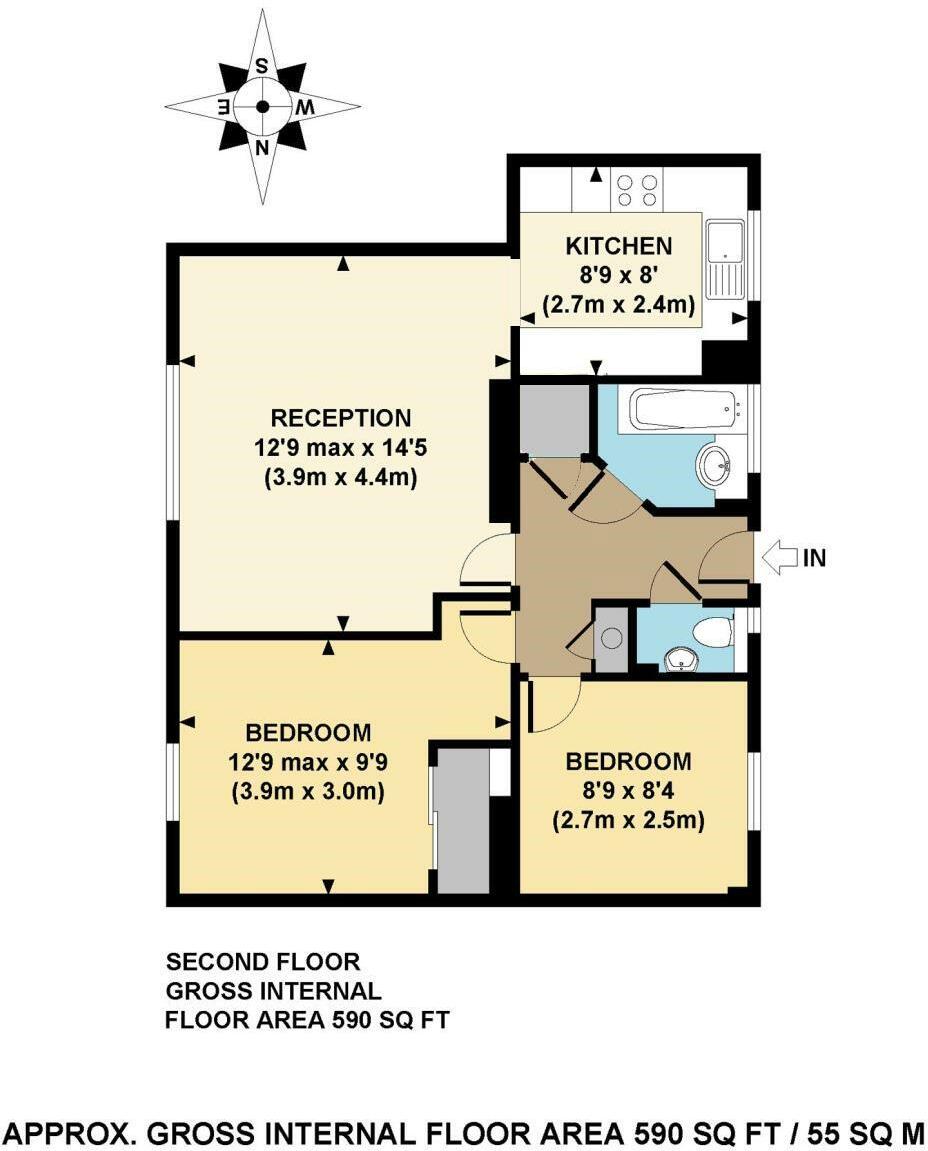 S
E W
N
KITCHEN
8'9 x 8'
(2.7m x 2.4m)
RECEPTION
12'9 max x 14'5
(3.9m x 4.4m)
IN
BEDROOM
12'9 max x 9'9
(3.9m x 3.0m)
BEDROOM
8'9 x 8'4
(2.7m x 2.5m)
SECOND FLOOR
GROSS INTERNAL
FLOOR AREA 590 SQ FT
APPROX. GROSS INTERNAL FLOOR AREA 590 SQ FT / 55 SQ M